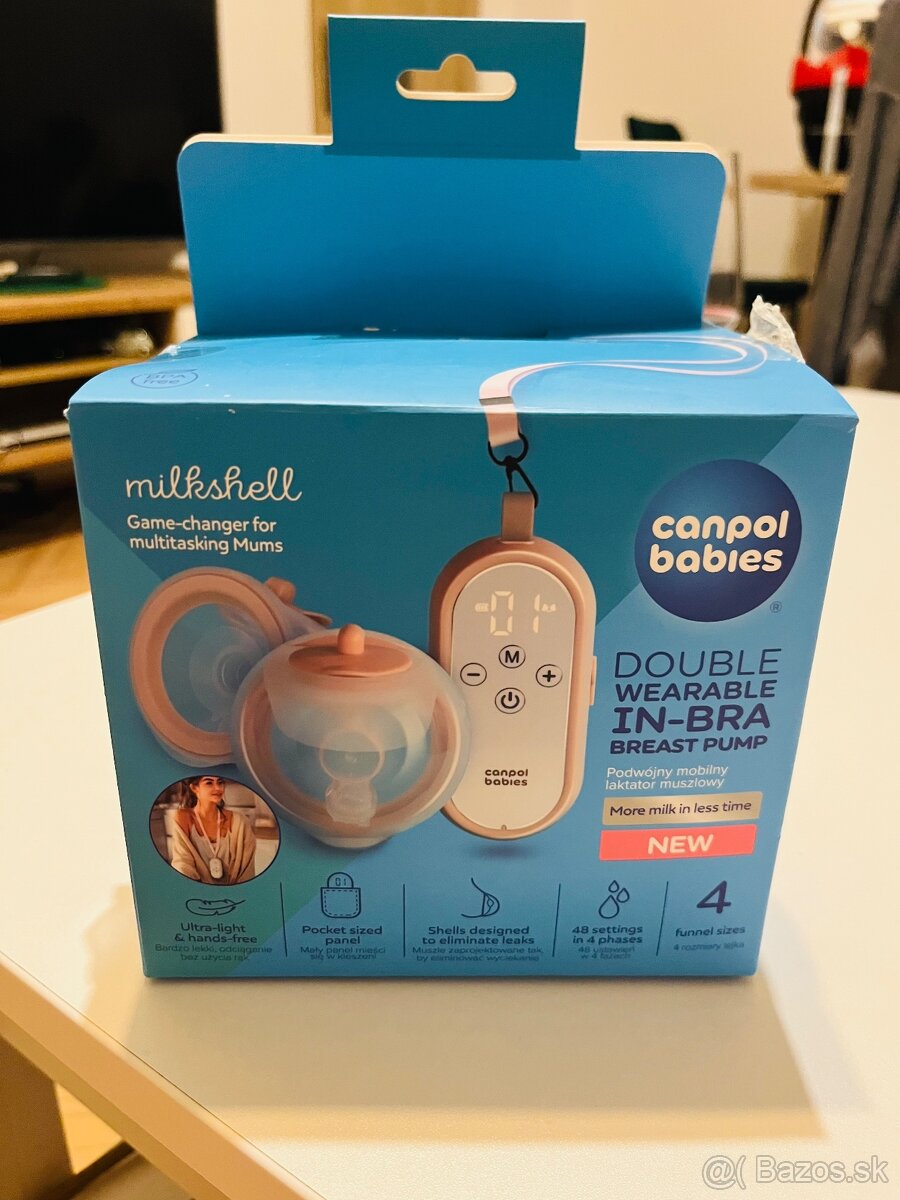 BPA
free
milkshell
Game-changer for
multitasking Mums
canpol
babies
®
01
M
canpol
babies
DOUBLE
WEARABLE
IN-BRA
BREAST PUMP
Podwójny mobilny
laktator muszlowy
More milk in less time
NEW
Ultra-light
& hands-free
Bardzo lekki, odciąganie
bez użycia rąk
01
Pocket sized
panel
Mały panel mieści
się w kieszeni
Shells designed
to eliminate leaks
Muszle zaprojektowane tak,
by eliminować wyciekanie
48 settings
in 4 phases
48 ustawień
w 4 fazach
4
funnel sizes
4 rozmiary lejka
@( Bazos.sk